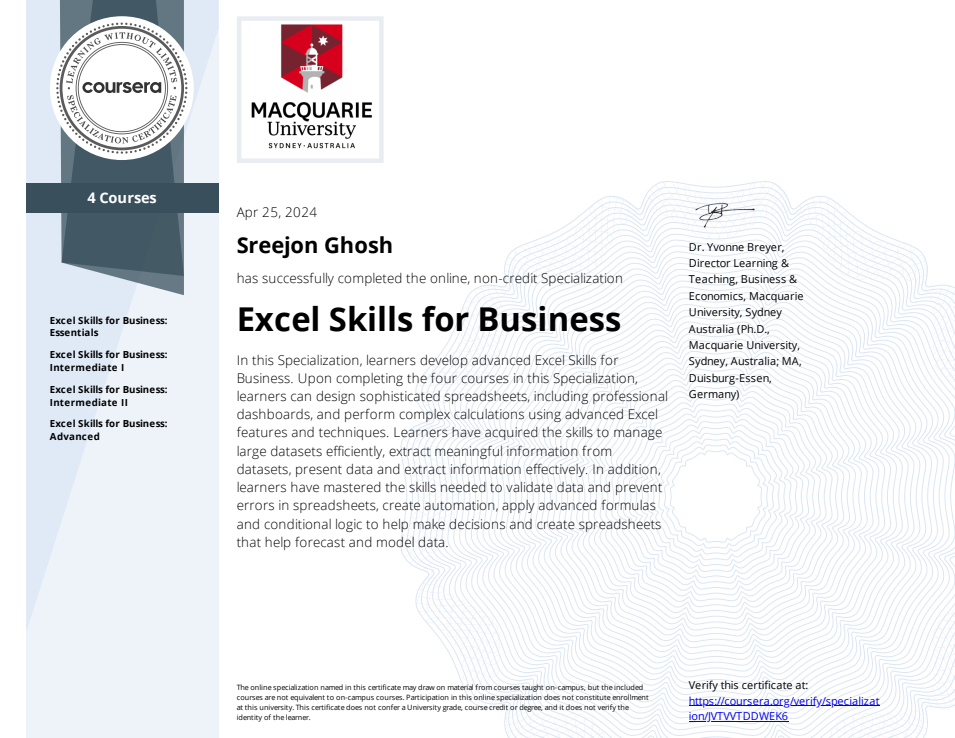 LEARNING WITHOUT LIMITS
coursera
SPECIALIZATION CERTIFICATE
4 Courses
Excel Skills for Business:
Essentials
Excel Skills for Business:
Intermediate I
Excel Skills for Business:
Intermediate II
Excel Skills for Business:
Advanced
MACQUARIE
University
SYDNEY·AUSTRALIA
Apr 25, 2024
Sreejon Ghosh
has successfully completed the online, non-credit Specialization
Excel Skills for Business
In this Specialization, learners develop advanced Excel Skills for
Business. Upon completing the four courses in this Specialization,
learners can design sophisticated spreadsheets, including professional
dashboards, and perform complex calculations using advanced Excel
features and techniques. Learners have acquired the skills to manage
large datasets efficiently, extract meaningful information from
datasets, present data and extract information effectively. In addition,
learners have mastered the skills needed to validate data and prevent
errors in spreadsheets, create automation, apply advanced formulas
and conditional logic to help make decisions and create spreadsheets
that help forecast and model data.
Dr. Yvonne Breyer,
Director Learning &
Teaching, Business &
Economics, Macquarie
University, Sydney
Australia (Ph.D.,
Macquarie University,
Sydney, Australia; MA,
Duisburg-Essen,
Germany)
The online specialization named in this certificate may draw on material from courses taught on-campus, but the included
courses are not equivalent to on-campus courses. Participation in this online specialization does not constitute enrollment
at this university. This certificate does not confer a University grade, course credit or degree, and it does not verify the
identity of the learner.
Verify this certificate at:
https://coursera.org/verify/specializat
ion/JVTVVTDDWEK6